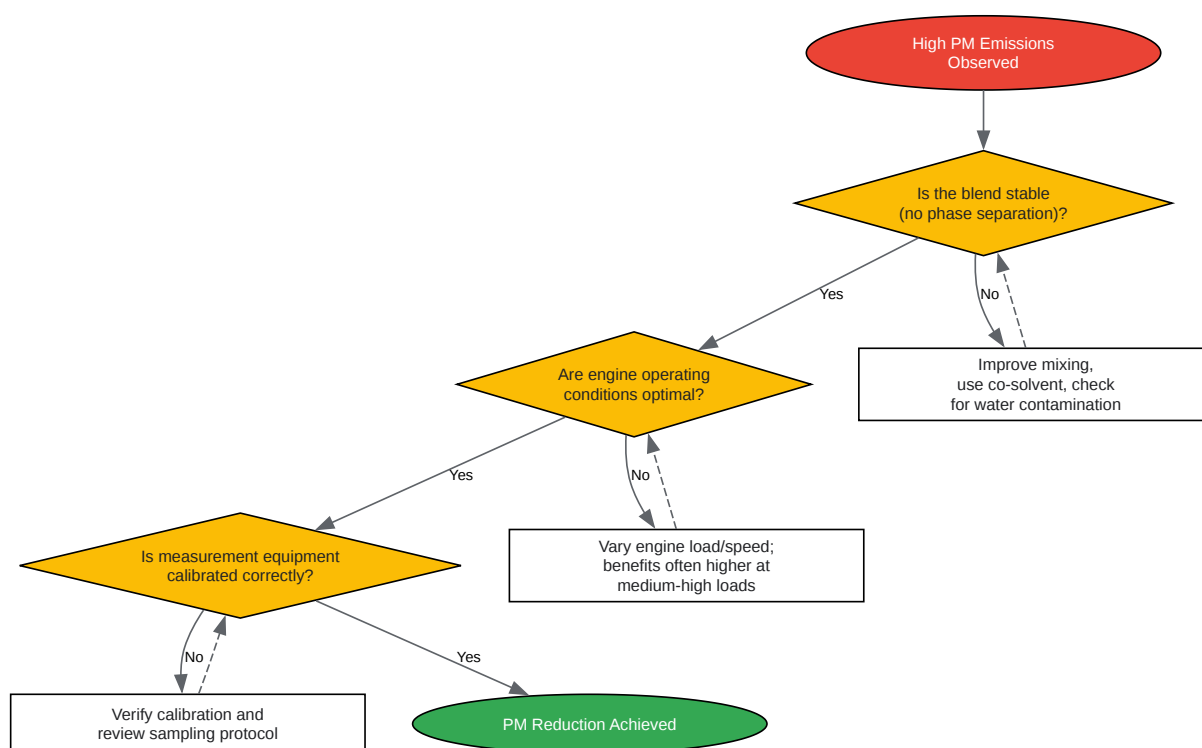 High PM Emissions
Observed
Is the blend stable
(no phase separation)?
Yes
No
Improve mixing,
use co-solvent, check
for water contamination
Are engine operating
conditions optimal?
Yes
No
Vary engine load/speed;
benefits often higher at
medium-high loads
Is measurement equipment
calibrated correctly?
No
Yes
Verify calibration and
review sampling protocol
PM Reduction Achieved